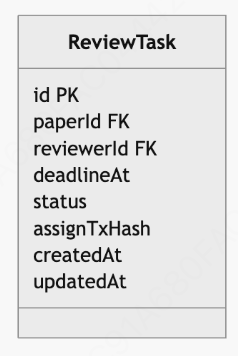 ReviewTask
id PK
paperId FK
reviewerId FK
deadlineAt
status
assignTxHash
createdAt
updatedAt